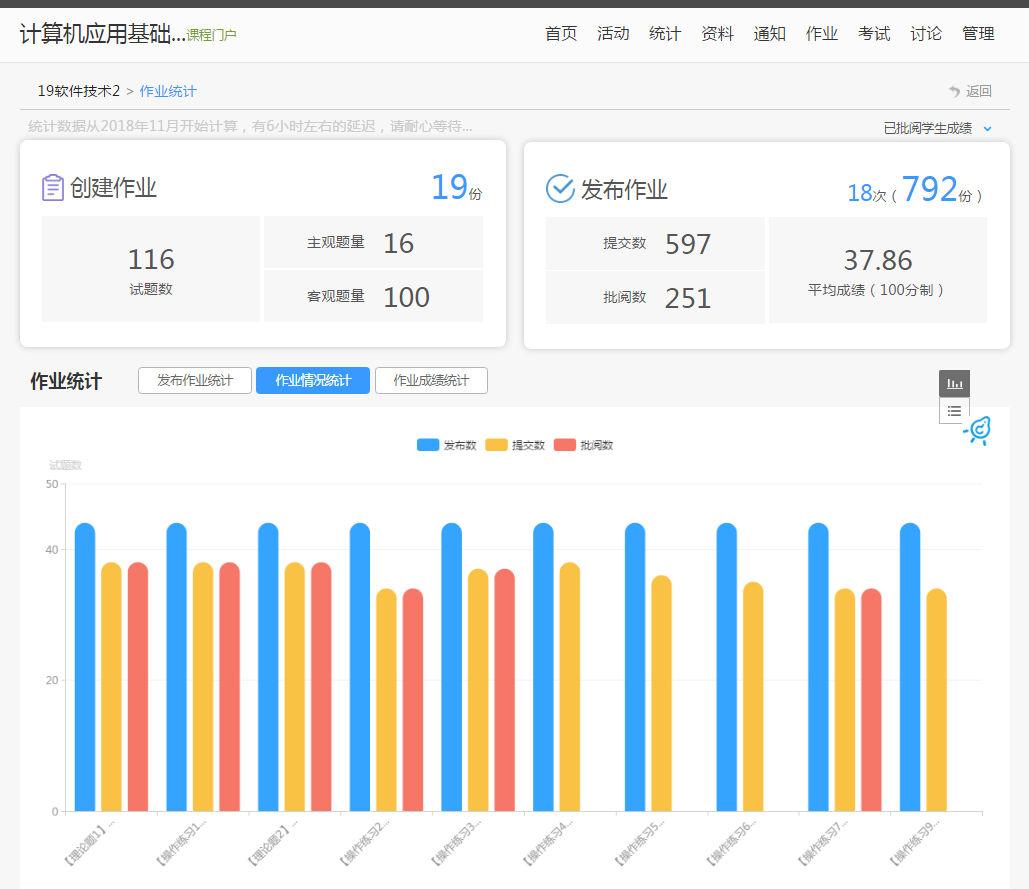 计算机应用基础...课程门户 首页 活动 统计 资料 通知 作业 考试 讨论 管理
19软件技术2 > 作业统计 返回
统计数据从2018年11月开始计算，有6小时左右的延迟，请耐心等待... 已批阅学生成绩
创建作业 19份
116
试题数
主观题量 16
客观题量 100
发布作业 18次（792份）
提交数 597
批阅数 251
37.86
平均成绩（100分制）
作业统计 发布作业统计 作业情况统计 作业成绩统计
发布数 提交数 批阅数
试题数
50
40
20
0
【理论题1】...
【操作练习1...
【理论题2】...
【操作练习2...
【操作练习3...
【操作练习4...
【操作练习5...
【操作练习6...
【操作练习7...
【操作练习9...